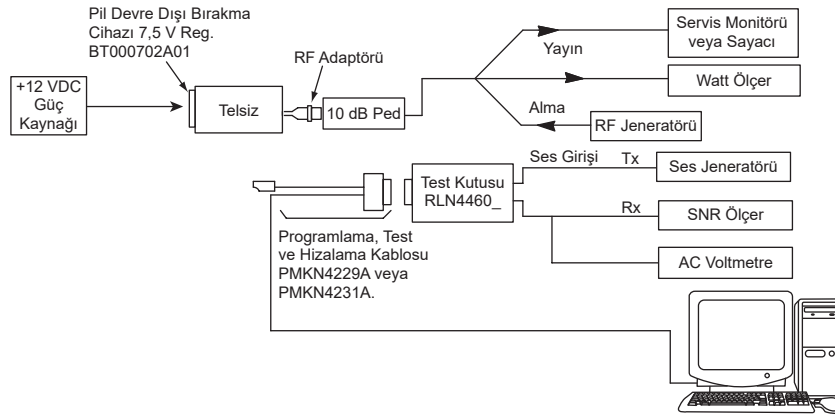 Pil Devre Dışı Bırakma
Cihazı 7,5 V Reg.
BT000702A01
+12 VDC
Güç
Kaynağı
Telsiz
RF Adaptörü
10 dB Ped
Yayın
Alma
Servis Monitörü
veya Sayacı
Watt Ölçer
RF Jeneratörü
Programlama, Test
ve Hizalama Kablosu
PMKN4229A veya
PMKN4231A.
Test Kutusu
RLN4460_
Ses Girişi
Tx
Rx
Ses Jeneratörü
SNR Ölçer
AC Voltmetre